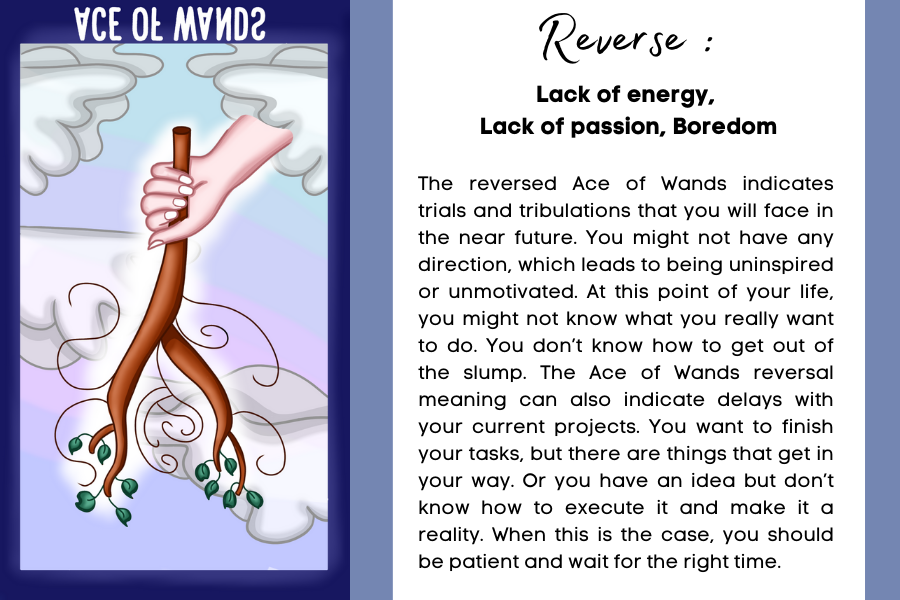 ACE OF WANDS
Reverse :
Lack of energy,
Lack of passion, Boredom
The reversed Ace of Wands indicates
trials and tribulations that you will face in
the near future. You might not have any
direction, which leads to being uninspired
or unmotivated. At this point of your life,
you might not know what you really want
to do. You don’t know how to get out of
the slump. The Ace of Wands reversal
meaning can also indicate delays with
your current projects. You want to finish
your tasks, but there are things that get in
your way. Or you have an idea but don’t
know how to execute it and make it a
reality. When this is the case, you should
be patient and wait for the right time.